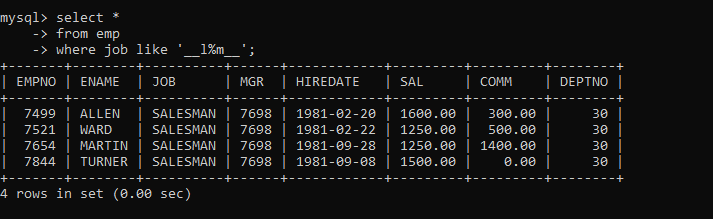 mysql> select *
    -> from emp
    -> where job like '__l%m__';
+-------+--------+----------+------+------------+---------+---------+--------+
| EMPNO | ENAME  | JOB      | MGR  | HIREDATE   | SAL     | COMM    | DEPTNO |
+-------+--------+----------+------+------------+---------+---------+--------+
|  7499 | ALLEN  | SALESMAN | 7698 | 1981-02-20 | 1600.00 |  300.00 |     30 |
|  7521 | WARD   | SALESMAN | 7698 | 1981-02-22 | 1250.00 |  500.00 |     30 |
|  7654 | MARTIN | SALESMAN | 7698 | 1981-09-28 | 1250.00 | 1400.00 |     30 |
|  7844 | TURNER | SALESMAN | 7698 | 1981-09-08 | 1500.00 |    0.00 |     30 |
+-------+--------+----------+------+------------+---------+---------+--------+
4 rows in set (0.00 sec)